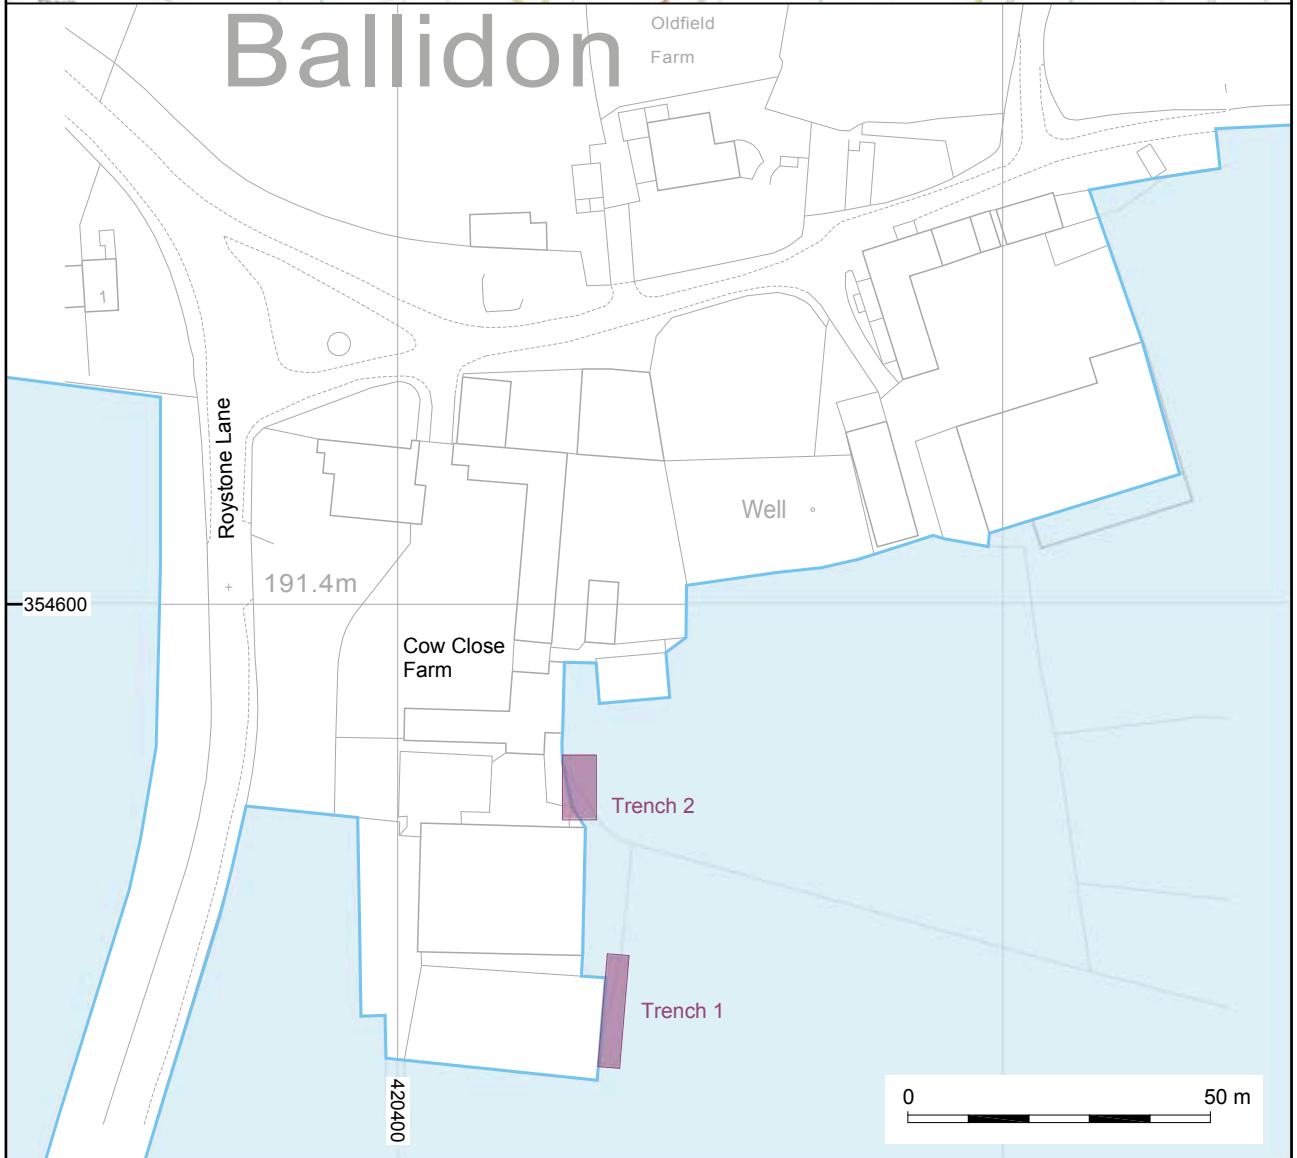 Ballidon
Oldfield
Farm
1
Roystone Lane
Well
191.4m
354600
Cow Close
Farm
Trench 2
Trench 1
420400
0 50 m